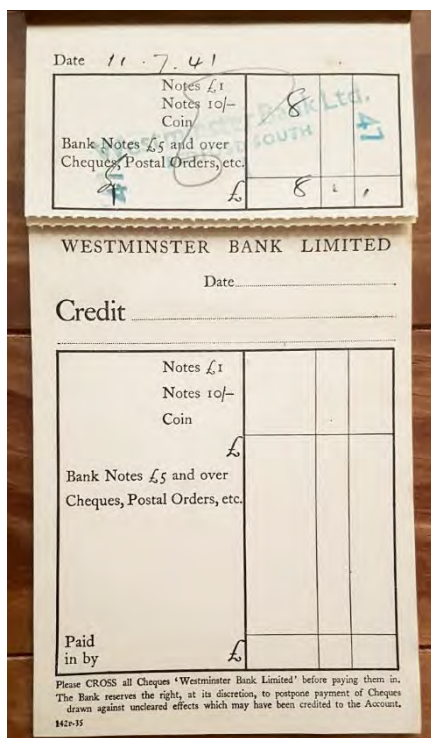 Date 11.7.41
Notes £1
Notes 10/-
Coin
8
Bank Notes £5 and over
Cheques, Postal Orders, etc.
£ 8 " "
Westminster Bank Ltd.
SOUTH
47
WESTMINSTER BANK LIMITED
Date
Credit
Notes £1
Notes 10/-
Coin
£
Bank Notes £5 and over
Cheques, Postal Orders, etc.
Paid
in by £
Please CROSS all Cheques ‘Westminster Bank Limited’ before paying them in.
The Bank reserves the right, at its discretion, to postpone payment of Cheques
drawn against uncleared effects which may have been credited to the Account.